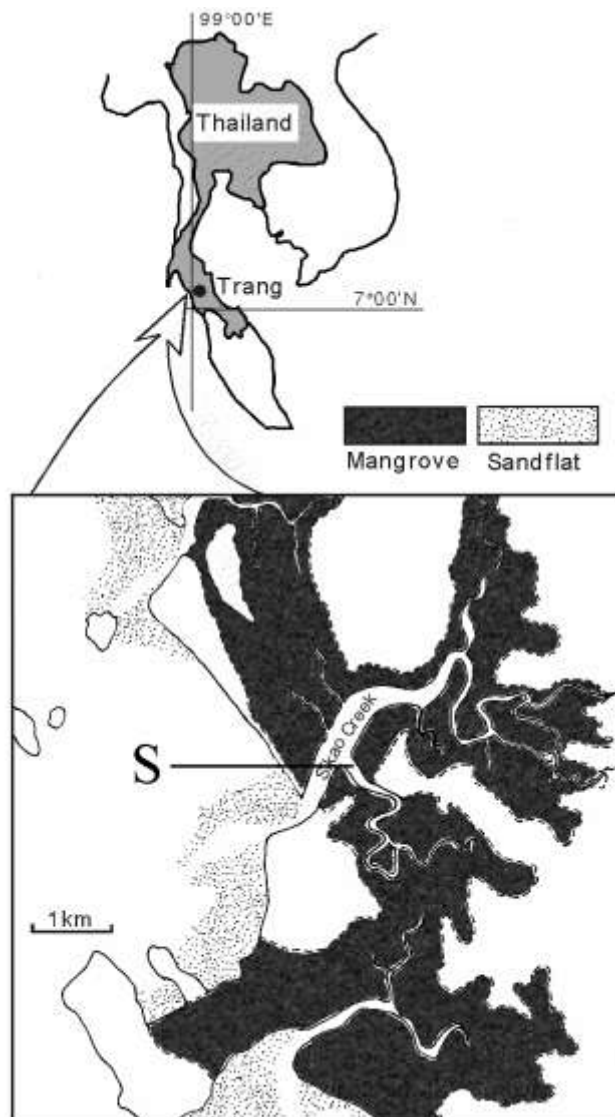 99°00'E
Thailand
Trang
7°00'N
Mangrove Sandflat
Sikao Creek
S
1km